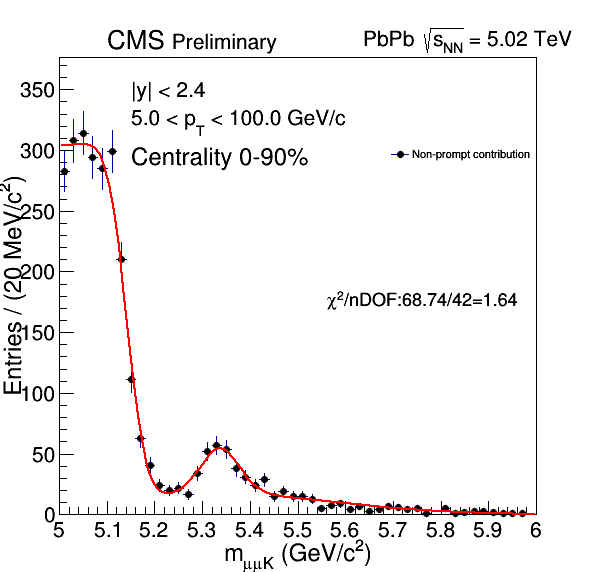 CMS Preliminary
PbPb √s_NN = 5.02 TeV
|y| < 2.4
5.0 < p_T < 100.0 GeV/c
Centrality 0-90%
Non-prompt contribution
χ²/nDOF:68.74/42=1.64
Entries / (20 MeV/c²)
350
300
250
200
150
100
50
0
5 5.1 5.2 5.3 5.4 5.5 5.6 5.7 5.8 5.9 6
m_μμK (GeV/c²)